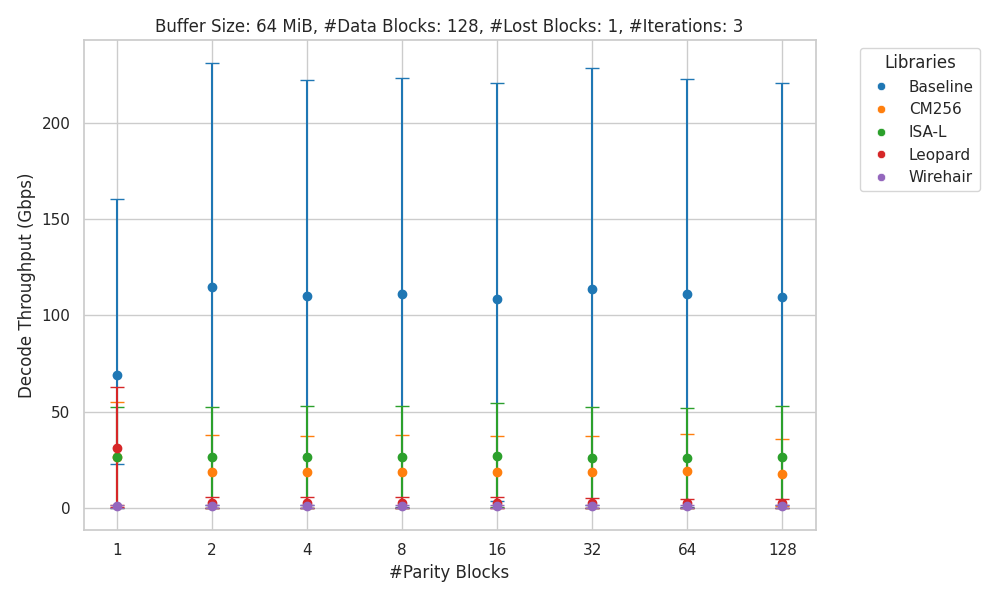 Buffer Size: 64 MiB, #Data Blocks: 128, #Lost Blocks: 1, #Iterations: 3
Decode Throughput (Gbps)
200
150
100
50
0
1 2 4 8 16 32 64 128
#Parity Blocks
Libraries
Baseline
CM256
ISA-L
Leopard
Wirehair